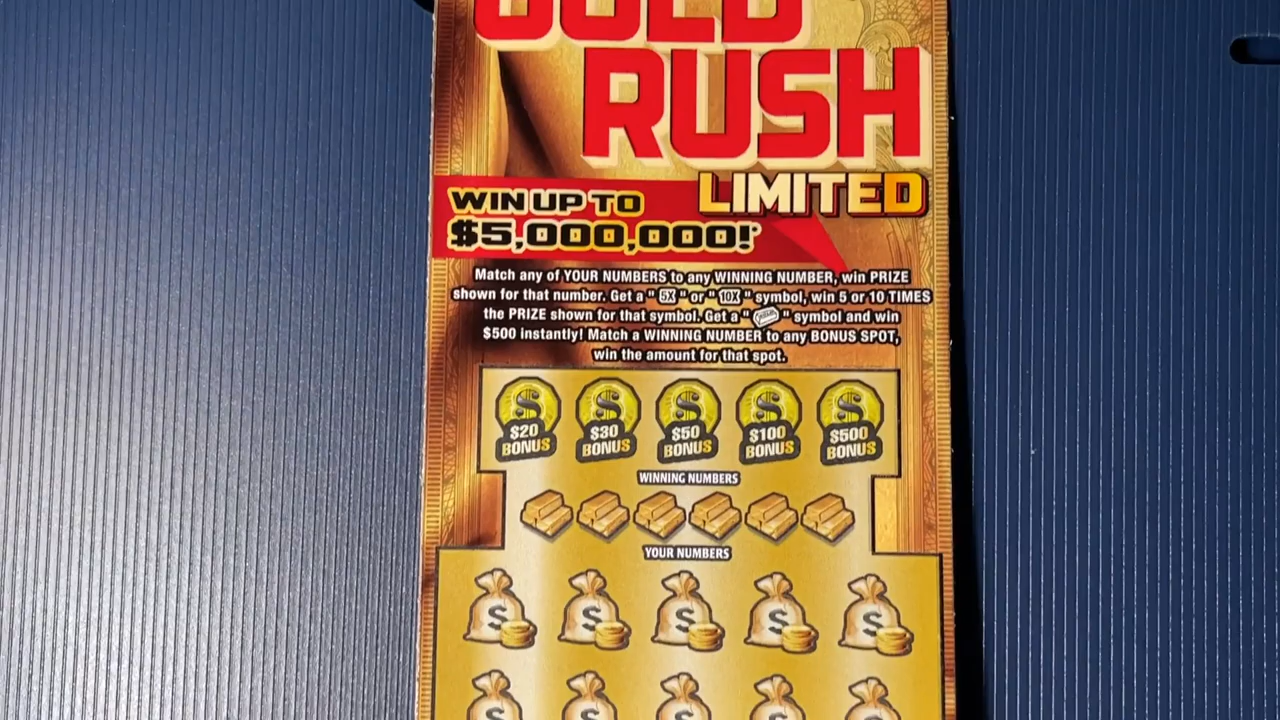 GOLD
RUSH
LIMITED
WIN UP TO
$5,000,000!*
Match any of YOUR NUMBERS to any WINNING NUMBER, win PRIZE
shown for that number. Get a " 5X " or " 10X " symbol, win 5 or 10 TIMES
the PRIZE shown for that symbol. Get a " " symbol and win
$500 instantly! Match a WINNING NUMBER to any BONUS SPOT,
win the amount for that spot.
$20 BONUS
$30 BONUS
$50 BONUS
$100 BONUS
$500 BONUS
WINNING NUMBERS
YOUR NUMBERS